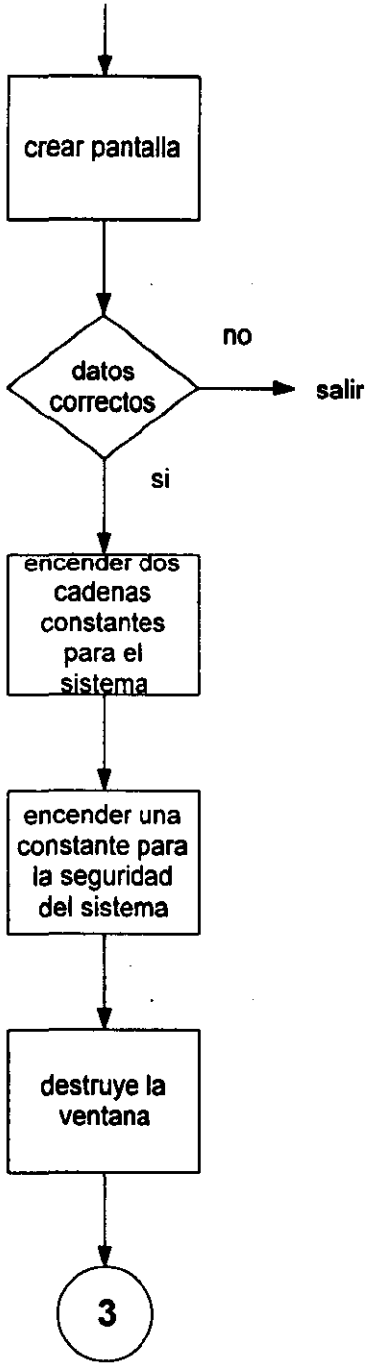 crear pantalla
no
datos
correctos
salir
si
encender dos
cadenas
constantes
para el
sistema
encender una
constante para
la seguridad
del sistema
destruye la
ventana
3